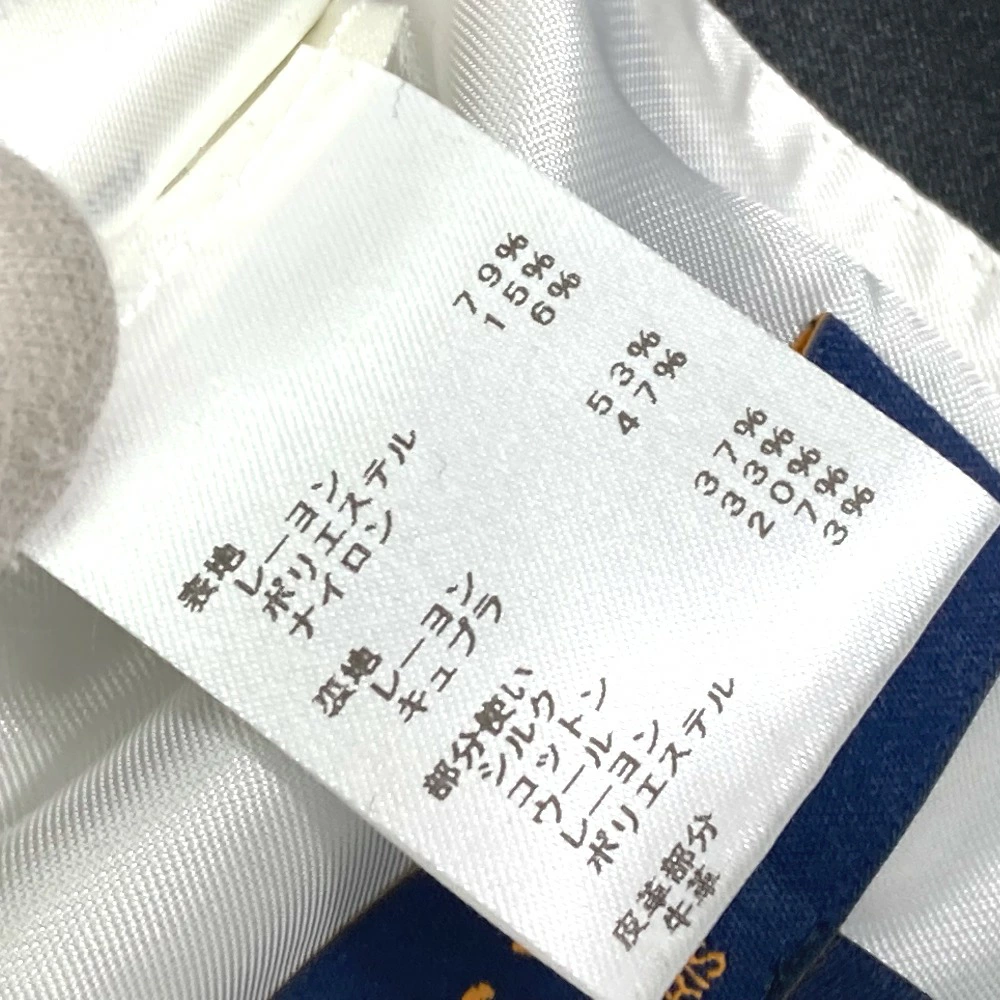 表地
レーヨン 79%
ポリエステル 15%
ナイロン 6%
裏地
レーヨン 53%
キュプラ 47%
部分使い
シルク 37%
コットン 33%
ウール 20%
レーヨン 7%
ポリエステル 3%
皮革部分
牛革